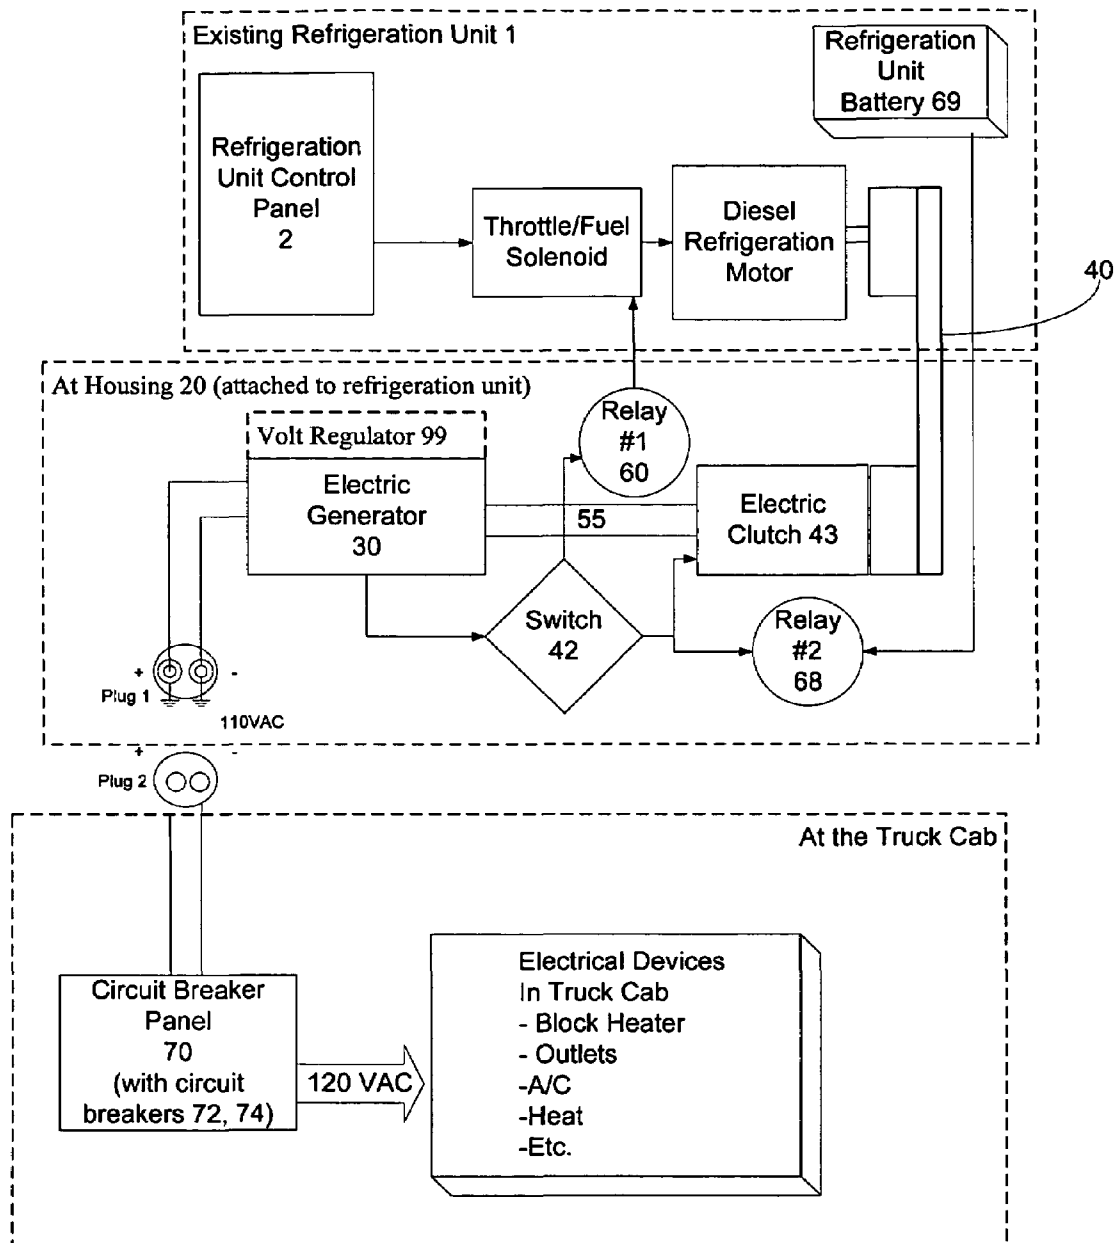 Existing Refrigeration Unit 1
Refrigeration
Unit
Battery 69
Refrigeration
Unit Control
Panel
2
Throttle/Fuel
Solenoid
Diesel
Refrigeration
Motor
40
At Housing 20 (attached to refrigeration unit)
Volt Regulator 99
Electric
Generator
30
Relay
#1
60
55
Electric
Clutch 43
Switch
42
Relay
#2
68
+ -
Plug 1
110VAC
+ -
Plug 2
At the Truck Cab
Circuit Breaker
Panel
70
(with circuit
breakers 72, 74)
120 VAC
Electrical Devices
In Truck Cab
- Block Heater
- Outlets
-A/C
-Heat
-Etc.